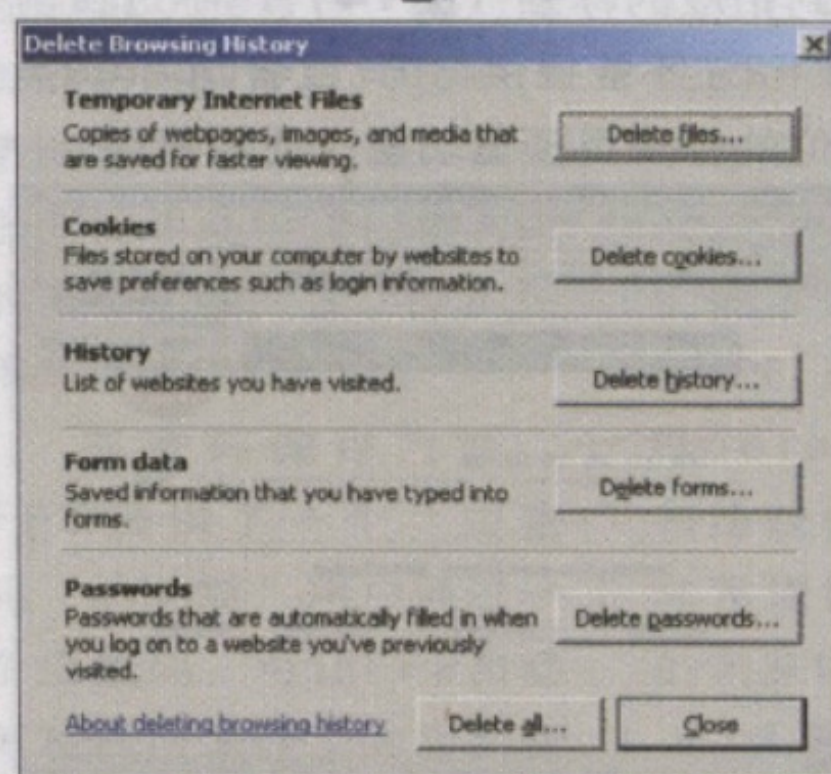 Delete Browsing History
Temporary Internet Files
Copies of webpages, images, and media that
are saved for faster viewing.
Delete files...
Cookies
Files stored on your computer by websites to
save preferences such as login information.
Delete cookies...
History
List of websites you have visited.
Delete history...
Form data
Saved information that you have typed into
forms.
Delete forms...
Passwords
Passwords that are automatically filled in when
you log on to a website you've previously
visited.
Delete passwords...
About deleting browsing history
Delete all...
Close